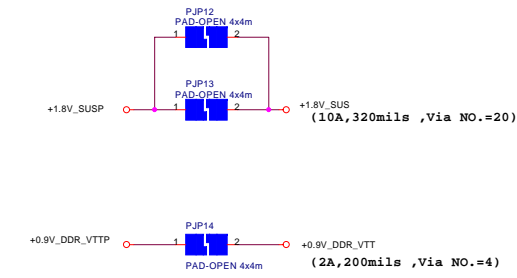 PJP12
PAD-OPEN 4x4m
1 2
PJP13
PAD-OPEN 4x4m
+1.8V_SUSP 1 2 +1.8V_SUS
(10A,320mils ,Via NO.=20)
PJP14
+0.9V_DDR_VTTP 1 2 +0.9V_DDR_VTT
PAD-OPEN 4x4m (2A,200mils ,Via NO.=4)